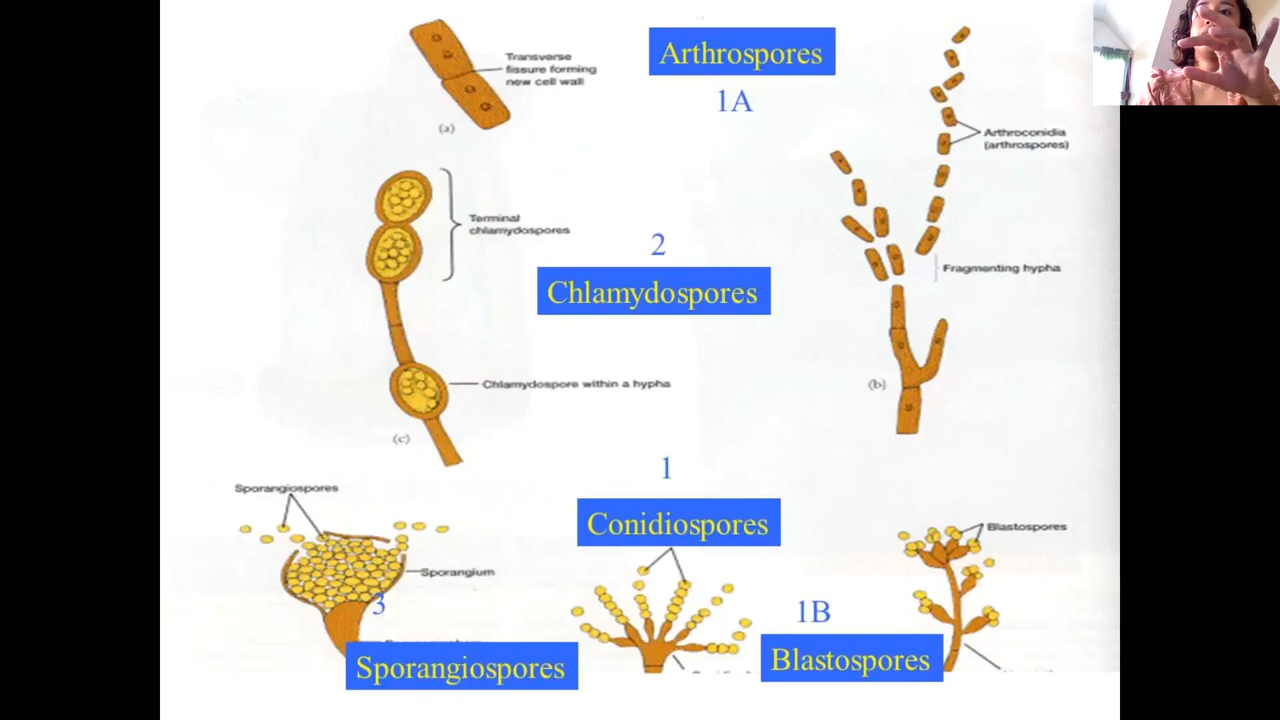 Transverse
fissure forming
new cell wall
(a)
Arthrospores
1A
Arthroconidia
(arthrospores)
Terminal
chlamydospores
2
Chlamydospores
Fragmenting hypha
Chlamydospore within a hypha
(b)
(c)
1
Sporangiospores
Conidiospores
Blastospores
Sporangium
3
1B
Sporangiospores
Blastospores